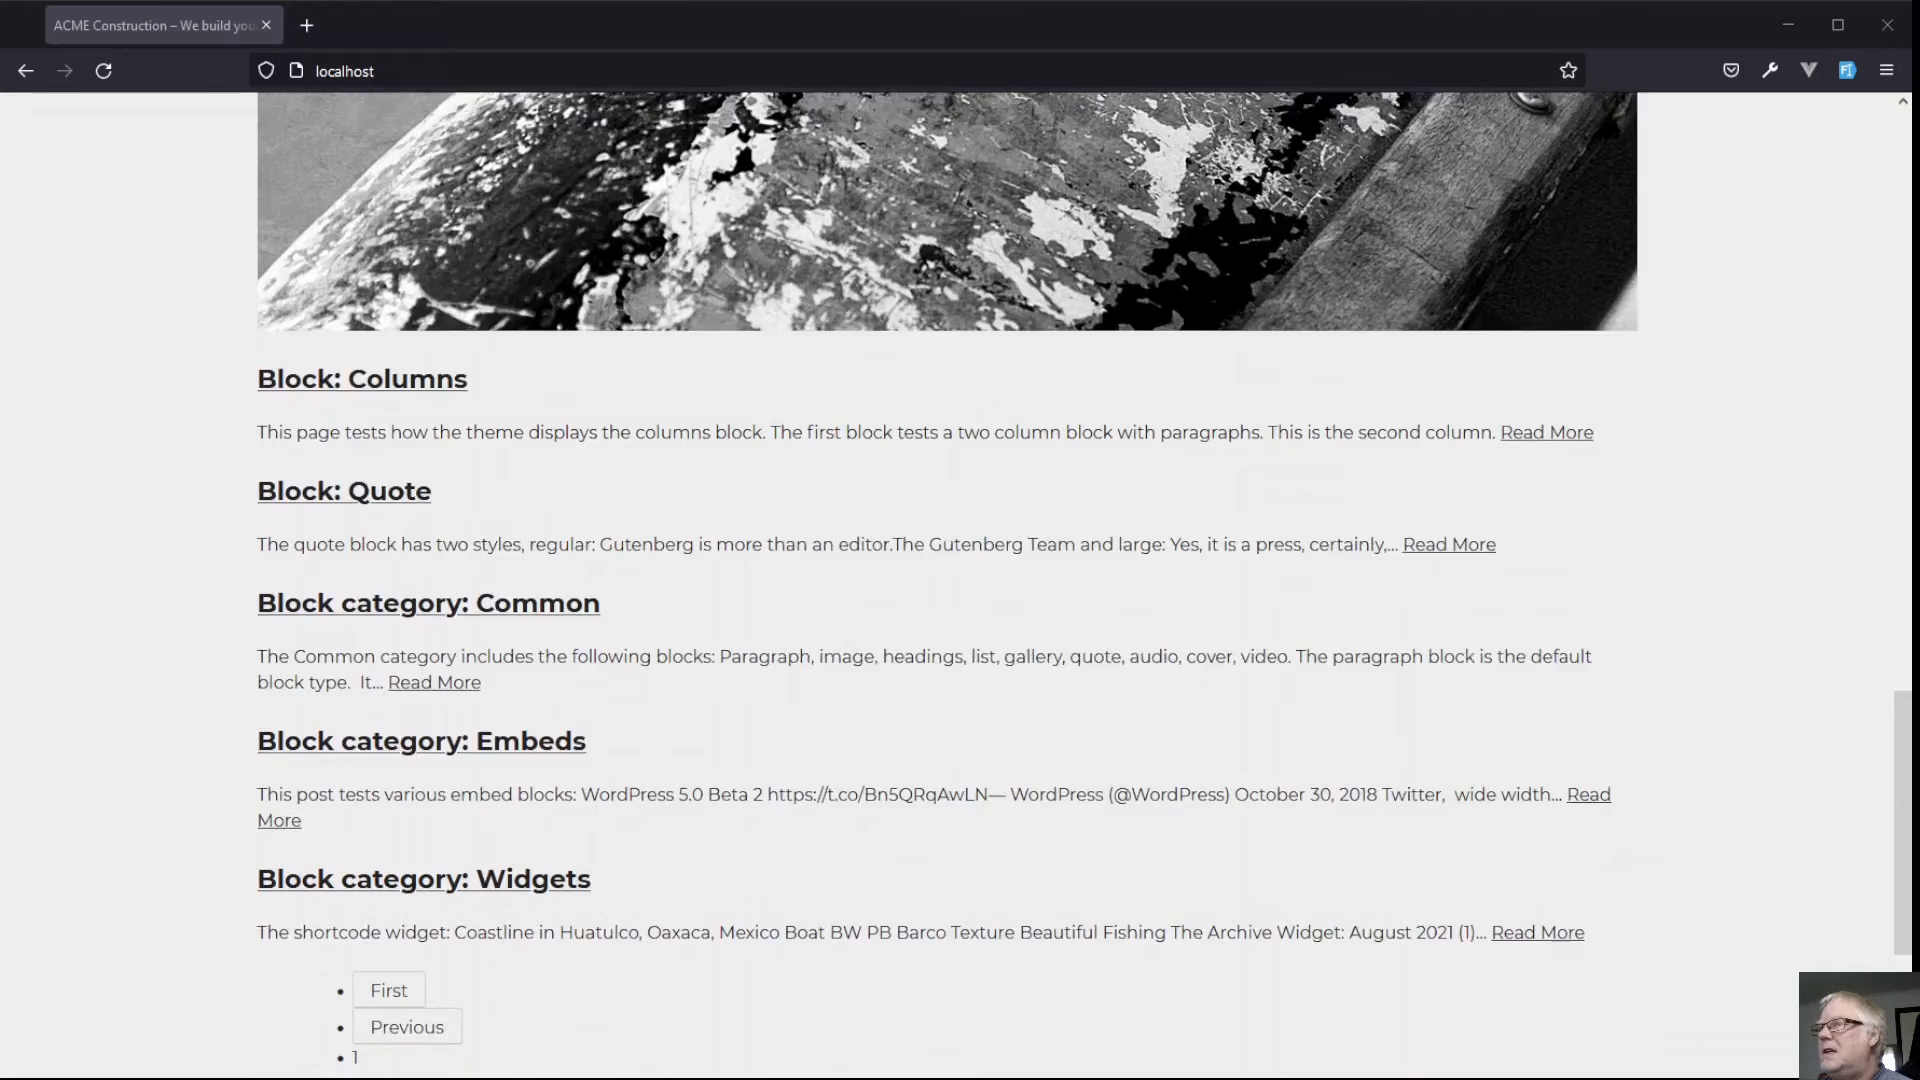 ACME Construction – We build you
localhost
Block: Columns
This page tests how the theme displays the columns block. The first block tests a two column block with paragraphs. This is the second column. Read More
Block: Quote
The quote block has two styles, regular: Gutenberg is more than an editor.The Gutenberg Team and large: Yes, it is a press, certainly,... Read More
Block category: Common
The Common category includes the following blocks: Paragraph, image, headings, list, gallery, quote, audio, cover, video. The paragraph block is the default
block type.  It... Read More
Block category: Embeds
This post tests various embed blocks: WordPress 5.0 Beta 2 https://t.co/Bn5QRqAwLN— WordPress (@WordPress) October 30, 2018 Twitter,  wide width... Read
More
Block category: Widgets
The shortcode widget: Coastline in Huatulco, Oaxaca, Mexico Boat BW PB Barco Texture Beautiful Fishing The Archive Widget: August 2021 (1)... Read More
• First
• Previous
• 1